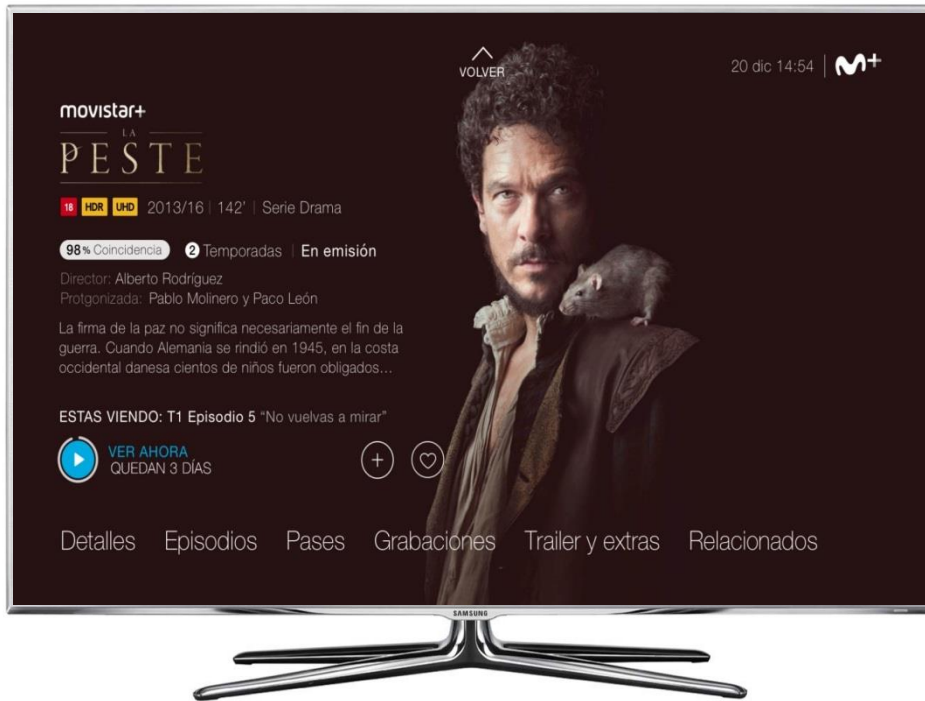 VOLVER
20 dic 14:54 | M+
movistar+
LA
PESTE
18 HDR UHD 2013/16 | 142' | Serie Drama
98% Coincidencia 2 Temporadas | En emisión
Director: Alberto Rodríguez
Protgonizada: Pablo Molinero y Paco León
La firma de la paz no significa necesariamente el fin de la
guerra. Cuando Alemania se rindió en 1945, en la costa
occidental danesa cientos de niños fueron obligados...
ESTAS VIENDO: T1 Episodio 5 “No vuelvas a mirar”
VER AHORA
QUEDAN 3 DÍAS
Detalles Episodios Pases Grabaciones Trailer y extras Relacionados
SAMSUNG